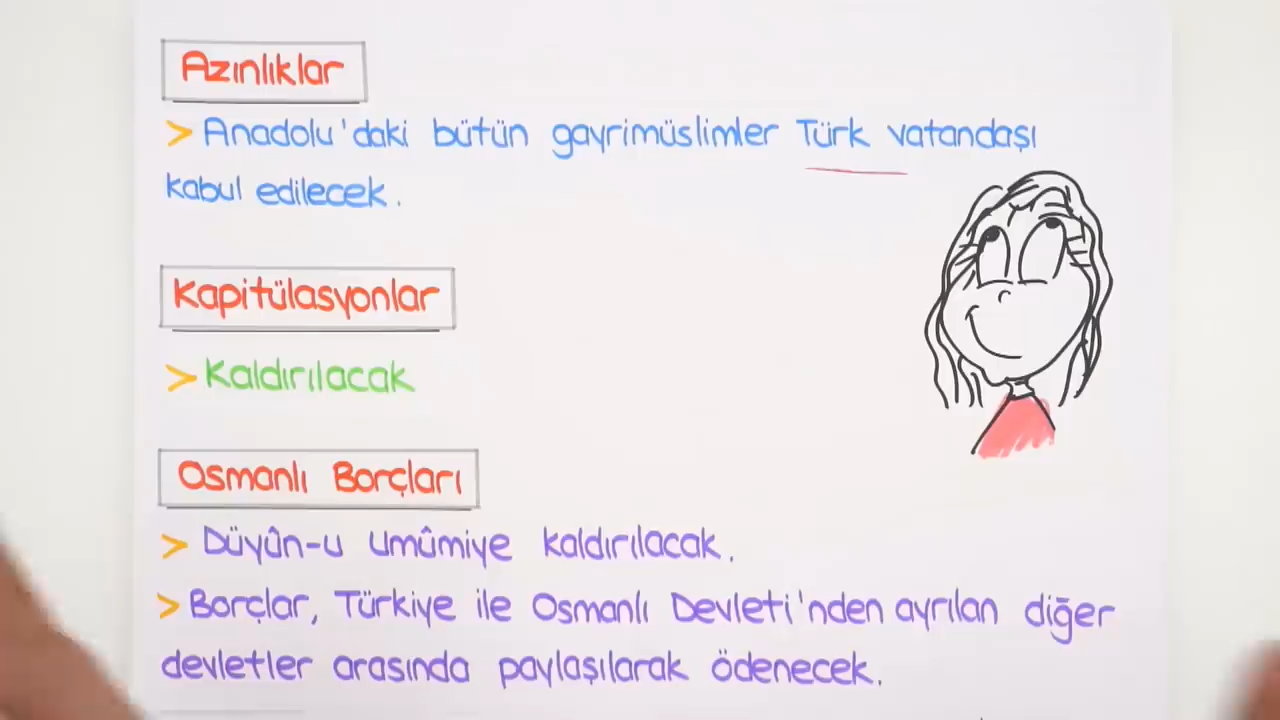 Azınlıklar
> Anadolu'daki bütün gayrimüslimler Türk vatandaşı
kabul edilecek.
Kapitülasyonlar
> Kaldırılacak
Osmanlı Borçları
> Düyûn-u Umûmiye kaldırılacak.
> Borçlar, Türkiye ile Osmanlı Devleti'nden ayrılan diğer
devletler arasında paylaşılarak ödenecek.